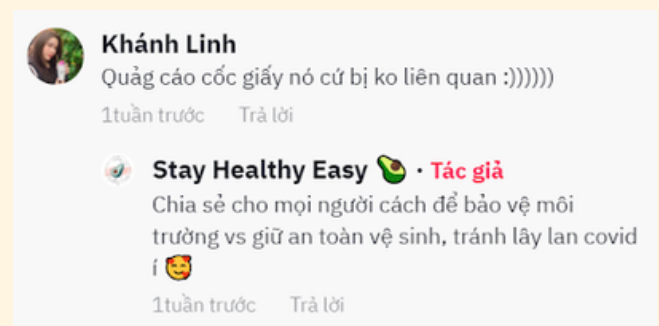 Khánh Linh
Quảg cáo cốc giấy nó cứ bị ko liên quan :))))))
1tuần trước Trả lời
Stay Healthy Easy 🥑 · Tác giả
Chia sẻ cho mọi người cách để bảo vệ môi
trường vs giữ an toàn vệ sinh, tránh lây lan covid
í 🥰
1tuần trước Trả lời